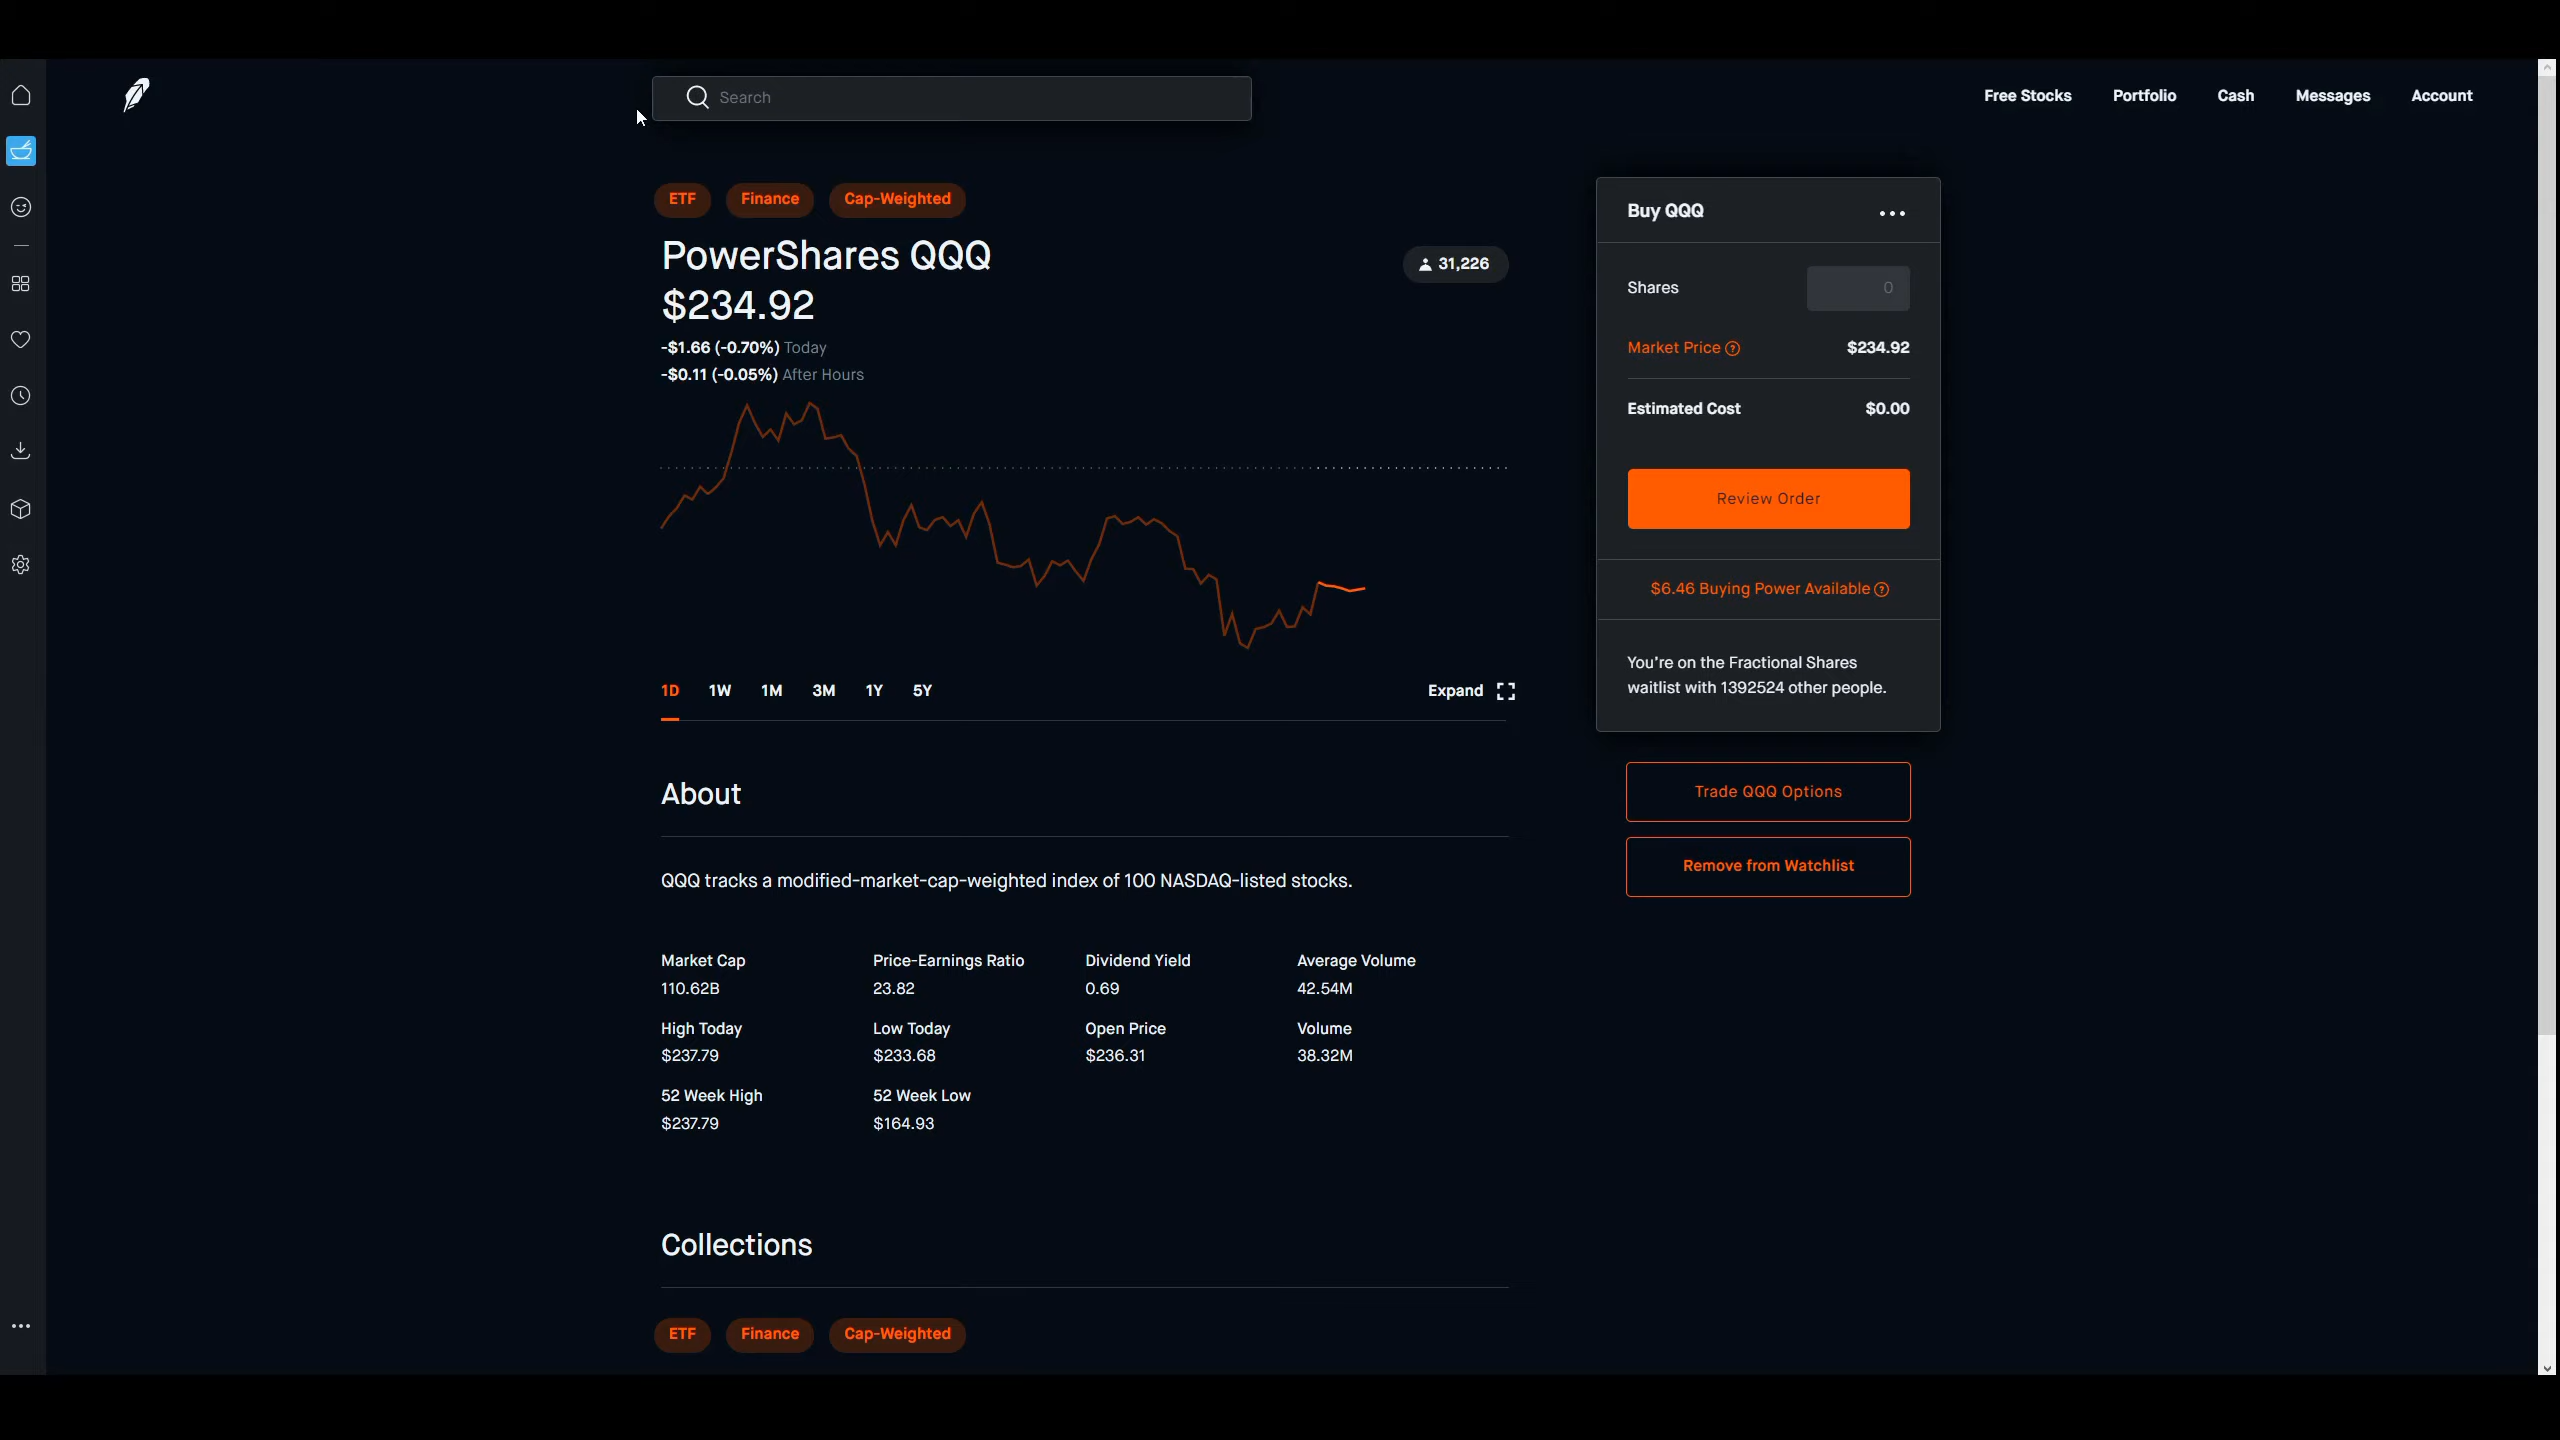 Search
Free Stocks Portfolio Cash Messages Account
ETF Finance Cap-Weighted
PowerShares QQQ
$234.92
31,226
-$1.66 (-0.70%) Today
-$0.11 (-0.05%) After Hours
1D 1W 1M 3M 1Y 5Y Expand
Buy QQQ
Shares 0
Market Price $234.92
Estimated Cost $0.00
Review Order
$6.46 Buying Power Available
You're on the Fractional Shares
waitlist with 1392524 other people.
Trade QQQ Options
Remove from Watchlist
About
QQQ tracks a modified-market-cap-weighted index of 100 NASDAQ-listed stocks.
Market Cap Price-Earnings Ratio Dividend Yield Average Volume
110.62B 23.82 0.69 42.54M
High Today Low Today Open Price Volume
$237.79 $233.68 $236.31 38.32M
52 Week High 52 Week Low
$237.79 $164.93
Collections
ETF Finance Cap-Weighted